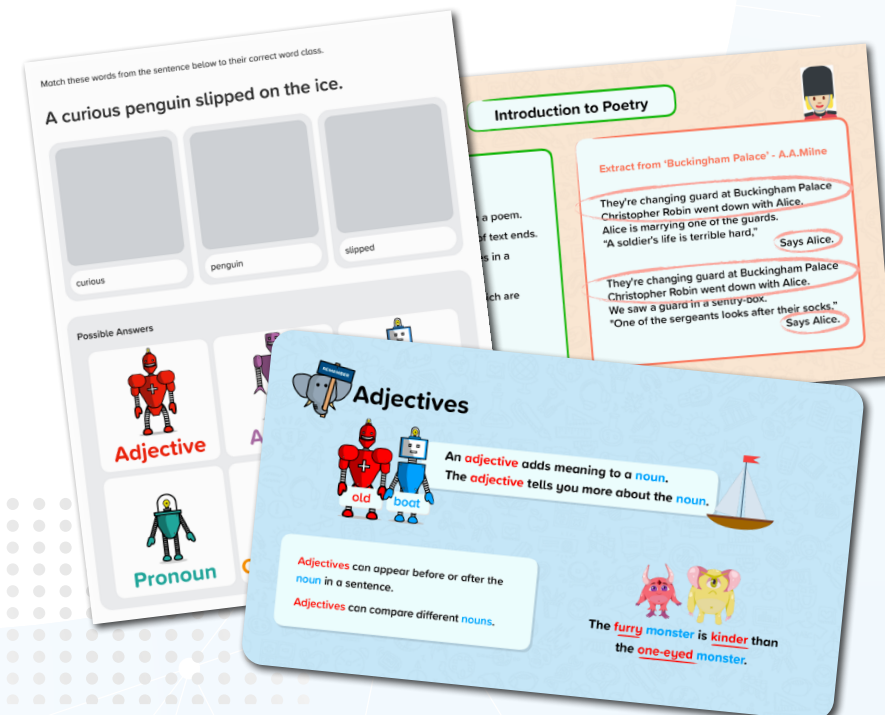 Match these words from the sentence below to their correct word class.
A curious penguin slipped on the ice.
curious
penguin
slipped
Possible Answers
Adjective
Pronoun
Introduction to Poetry
a poem.
of text ends.
in a
are
Extract from ‘Buckingham Palace’ - A.A.Milne
They're changing guard at Buckingham Palace
Christopher Robin went down with Alice.
Alice is marrying one of the guards.
“A soldier's life is terrible hard,”
Says Alice.
They're changing guard at Buckingham Palace
Christopher Robin went down with Alice.
We saw a guard in a sentry-box.
“One of the sergeants looks after their socks,”
Says Alice.
REMEMBER
Adjectives
An adjective adds meaning to a noun.
The adjective tells you more about the noun.
old
boat
Adjectives can appear before or after the
noun in a sentence.
Adjectives can compare different nouns.
The furry monster is kinder than
the one-eyed monster.